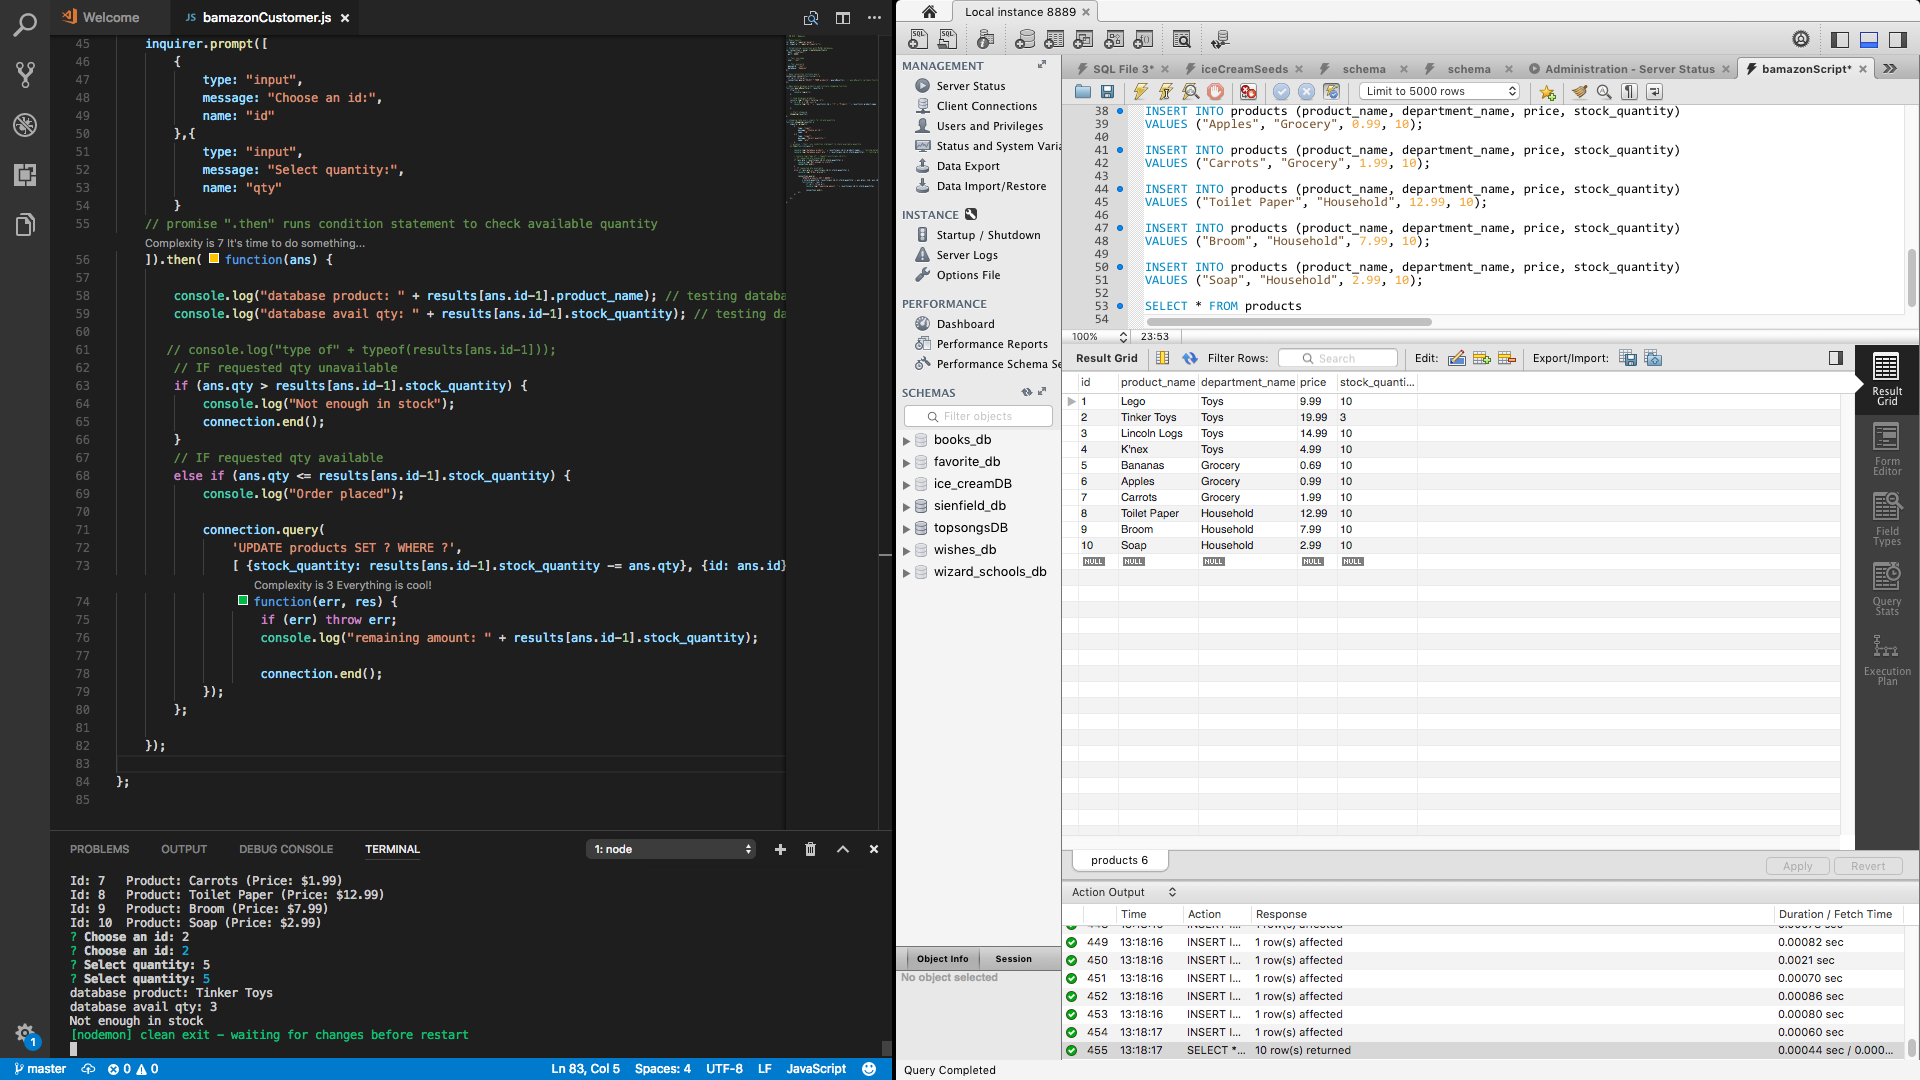 Welcome
JS bamazonCustomer.js
45 inquirer.prompt([
46 {
47 type: "input",
48 message: "Choose an id:",
49 name: "id"
50 },{
51 type: "input",
52 message: "Select quantity:",
53 name: "qty"
54 }
55 // promise ".then" runs condition statement to check available quantity
Complexity is 7 It's time to do something...
56 ]).then( function(ans) {
57
58 console.log("database product: " + results[ans.id-1].product_name); // testing databa
59 console.log("database avail qty: " + results[ans.id-1].stock_quantity); // testing da
60
61 // console.log("type of" + typeof(results[ans.id-1]));
62 // IF requested qty unavailable
63 if (ans.qty > results[ans.id-1].stock_quantity) {
64 console.log("Not enough in stock");
65 connection.end();
66 }
67 // IF requested qty available
68 else if (ans.qty <= results[ans.id-1].stock_quantity) {
69 console.log("Order placed");
70
71 connection.query(
72 'UPDATE products SET ? WHERE ?',
73 [ {stock_quantity: results[ans.id-1].stock_quantity -= ans.qty}, {id: ans.id}
Complexity is 3 Everything is cool!
74 function(err, res) {
75 if (err) throw err;
76 console.log("remaining amount: " + results[ans.id-1].stock_quantity);
77
78 connection.end();
79 });
80 };
81
82 });
83
84 };
85
PROBLEMS OUTPUT DEBUG CONSOLE TERMINAL 1: node
Id: 7 Product: Carrots (Price: $1.99)
Id: 8 Product: Toilet Paper (Price: $12.99)
Id: 9 Product: Broom (Price: $7.99)
Id: 10 Product: Soap (Price: $2.99)
? Choose an id: 2
? Choose an id: 2
? Select quantity: 5
? Select quantity: 5
database product: Tinker Toys
database avail qty: 3
Not enough in stock
[nodemon] clean exit - waiting for changes before restart
1
master 0 0 Ln 83, Col 5 Spaces: 4 UTF-8 LF JavaScript
Local instance 8889
MANAGEMENT
Server Status
Client Connections
Users and Privileges
Status and System Varia
Data Export
Data Import/Restore
INSTANCE
Startup / Shutdown
Server Logs
Options File
PERFORMANCE
Dashboard
Performance Reports
Performance Schema Se
SCHEMAS
Filter objects
books_db
favorite_db
ice_creamDB
sienfield_db
topsongsDB
wishes_db
wizard_schools_db
Object Info Session
No object selected
SQL File 3* iceCreamSeeds schema schema Administration - Server Status bamazonScript*
Limit to 5000 rows
38 INSERT INTO products (product_name, department_name, price, stock_quantity)
39 VALUES ("Apples", "Grocery", 0.99, 10);
40
41 INSERT INTO products (product_name, department_name, price, stock_quantity)
42 VALUES ("Carrots", "Grocery", 1.99, 10);
43
44 INSERT INTO products (product_name, department_name, price, stock_quantity)
45 VALUES ("Toilet Paper", "Household", 12.99, 10);
46
47 INSERT INTO products (product_name, department_name, price, stock_quantity)
48 VALUES ("Broom", "Household", 7.99, 10);
49
50 INSERT INTO products (product_name, department_name, price, stock_quantity)
51 VALUES ("Soap", "Household", 2.99, 10);
52
53 SELECT * FROM products
54
100% 23:53
Result Grid Filter Rows: Search Edit: Export/Import:
id product_name department_name price stock_quanti...
1 Lego Toys 9.99 10
2 Tinker Toys Toys 19.99 3
3 Lincoln Logs Toys 14.99 10
4 K'nex Toys 4.99 10
5 Bananas Grocery 0.69 10
6 Apples Grocery 0.99 10
7 Carrots Grocery 1.99 10
8 Toilet Paper Household 12.99 10
9 Broom Household 7.99 10
10 Soap Household 2.99 10
NULL NULL NULL NULL NULL
Result Grid
Form Editor
Field Types
Query Stats
Execution Plan
products 6 Apply Revert
Action Output
Time Action Response Duration / Fetch Time
449 13:18:16 INSERT I... 1 row(s) affected 0.00082 sec
450 13:18:16 INSERT I... 1 row(s) affected 0.0021 sec
451 13:18:16 INSERT I... 1 row(s) affected 0.00070 sec
452 13:18:16 INSERT I... 1 row(s) affected 0.00086 sec
453 13:18:16 INSERT I... 1 row(s) affected 0.00080 sec
454 13:18:17 INSERT I... 1 row(s) affected 0.00060 sec
455 13:18:17 SELECT *... 10 row(s) returned 0.00044 sec / 0.000...
Query Completed